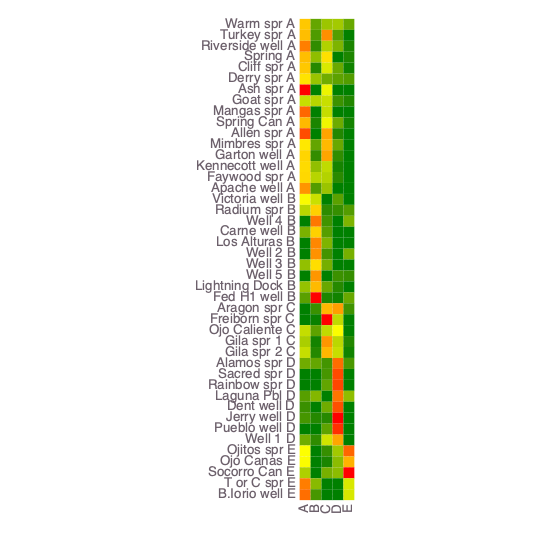 Warm spr A
Turkey spr A
Riverside well A
Spring A
Cliff spr A
Derry spr A
Ash spr A
Goat spr A
Mangas spr A
Spring Can A
Allen spr A
Mimbres spr A
Garton well A
Kennecott well A
Faywood spr A
Apache well A
Victoria well B
Radium spr B
Well 4 B
Carne well B
Los Alturas B
Well 2 B
Well 3 B
Well 5 B
Lightning Dock B
Fed H1 well B
Aragon spr C
Freiborn spr C
Ojo Caliente C
Gila spr 1 C
Gila spr 2 C
Alamos spr D
Sacred spr D
Rainbow spr D
Laguna Pbl D
Dent well D
Jerry well D
Pueblo well D
Well 1 D
Ojitos spr E
Ojo Canas E
Socorro Can E
T or C spr E
B.Iorio well E
A B C D E